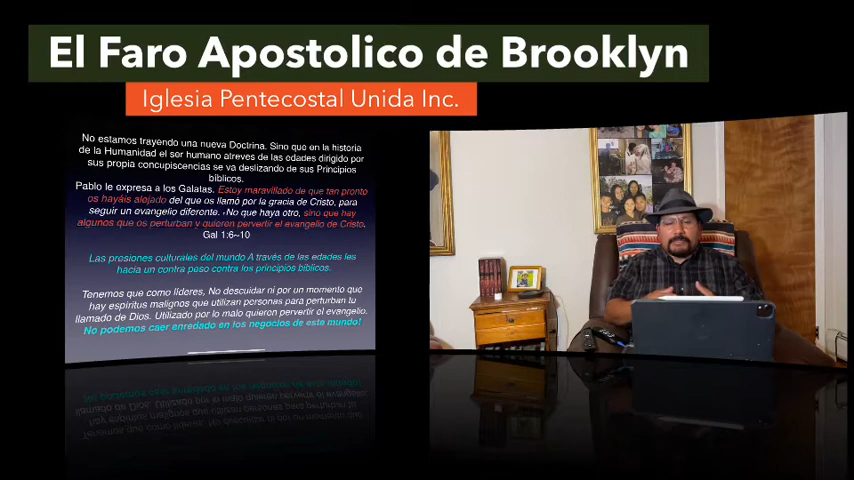 El Faro Apostolico de Brooklyn
Iglesia Pentecostal Unida Inc.
No estamos trayendo una nueva Doctrina. Sino que en la historia
de la Humanidad el ser humano atreves de las edades dirigido por
sus propia concupiscencias se va deslizando de sus Principios
bíblicos.
Pablo le expresa a los Galatas. Estoy maravillado de que tan pronto
os hayáis alejado del que os llamó por la gracia de Cristo, para
seguir un evangelio diferente. No que haya otro, sino que hay
algunos que os perturban y quieren pervertir el evangelio de Cristo.
Gal 1:6~10
Las presiones culturales del mundo A través de las edades les
hacia un contra peso contra los principios bíblicos.
Tenemos que como líderes, No descuidar ni por un momento que
hay espíritus malignos que utilizan personas para perturban tu
llamado de Dios. Utilizado por lo malo quieren pervertir el evangelio.
No podemos caer enredado en los negocios de este mundo!